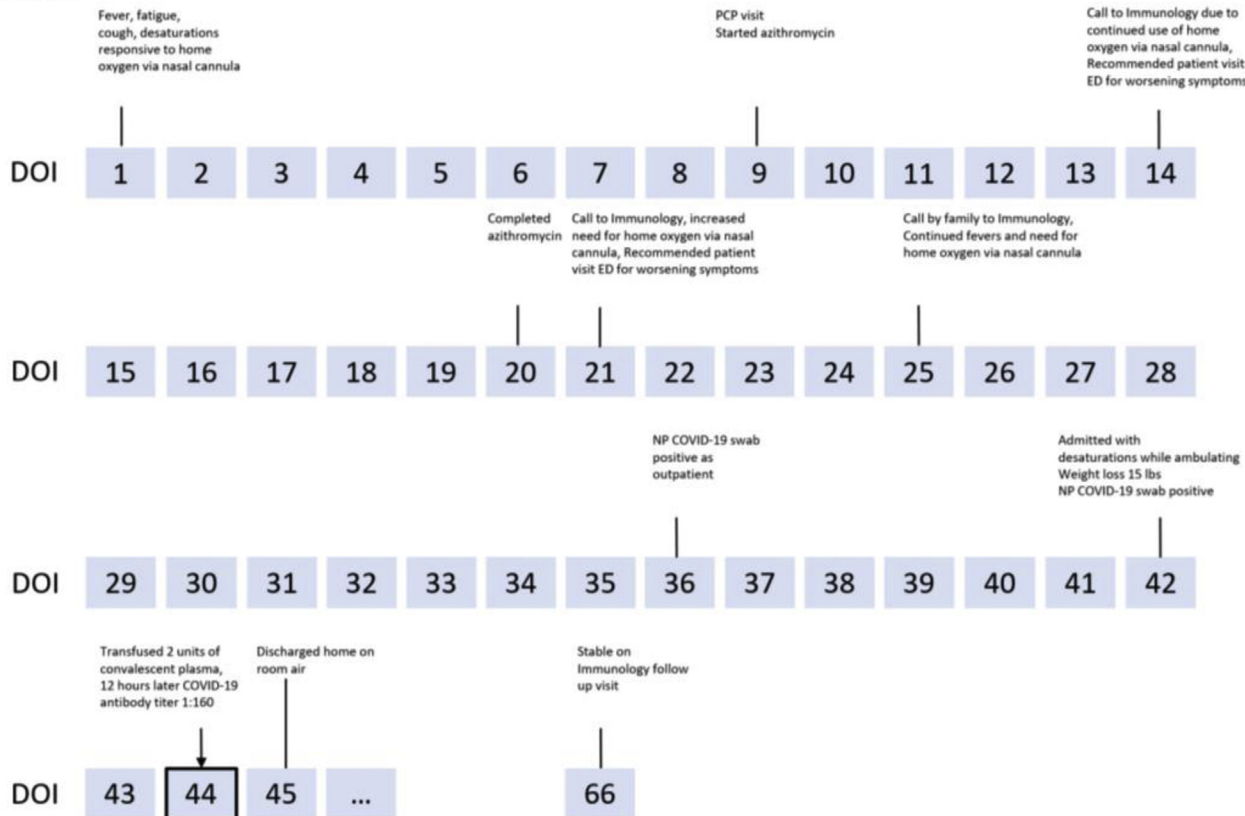 Fever, fatigue,
cough, desaturations
responsive to home
oxygen via nasal cannula
PCP visit
Started azithromycin
Call to Immunology due to
continued use of home
oxygen via nasal cannula,
Recommended patient visit
ED for worsening symptoms
DOI 1 2 3 4 5 6 7 8 9 10 11 12 13 14
Completed
azithromycin
Call to Immunology, increased
need for home oxygen via nasal
cannula, Recommended patient
visit ED for worsening symptoms
Call by family to Immunology,
Continued fevers and need for
home oxygen via nasal cannula
DOI 15 16 17 18 19 20 21 22 23 24 25 26 27 28
NP COVID-19 swab
positive as
outpatient
Admitted with
desaturations while ambulating
Weight loss 15 lbs
NP COVID-19 swab positive
DOI 29 30 31 32 33 34 35 36 37 38 39 40 41 42
Transfused 2 units of
convalescent plasma,
12 hours later COVID-19
antibody titer 1:160
Discharged home on
room air
Stable on
Immunology follow
up visit
DOI 43 44 45 ... 66